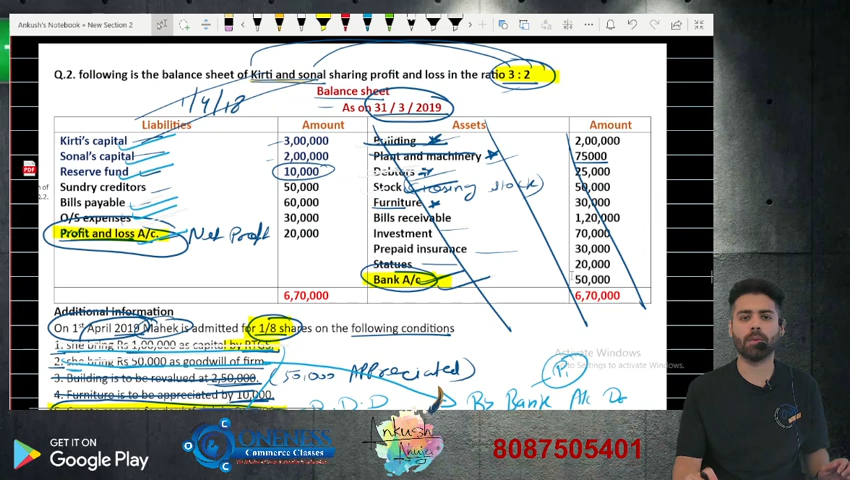 Ankush's Notebook » New Section 2
Q.2. following is the balance sheet of Kirti and sonal sharing profit and loss in the ratio 3 : 2
Balance sheet
1/4/18
As on 31 / 3 / 2019
Liabilities Amount Assets Amount
Kirti's capital 3,00,000 Building 2,00,000
Sonal's capital 2,00,000 Plant and machinery 75000
Reserve fund 10,000 Debtors 25,000
Sundry creditors 50,000 Stock (closing stock) 50,000
Bills payable 60,000 Furniture 30,000
O/S expenses 30,000 Bills receivable 1,20,000
Profit and loss A/c. Net Profit 20,000 Investment 70,000
Prepaid insurance 30,000
Statues 20,000
Bank A/c 50,000
6,70,000 6,70,000
Additional information
On 1st April 2019 Mahek is admitted for 1/8 shares on the following conditions
1. she bring Rs 1,00,000 as capital by RTGS.
2. she bring Rs 50,000 as goodwill of firm
3. Building is to be revalued at 2,50,000. (50,000 Appreciated)
4. Furniture is to be appreciated by 10,000
R.D.D
By Bank A/c Dr
Activate Windows
Go to Settings to activate Windows.
GET IT ON
Google Play
ONENESS
Commerce Classes
Ankush
8087505401